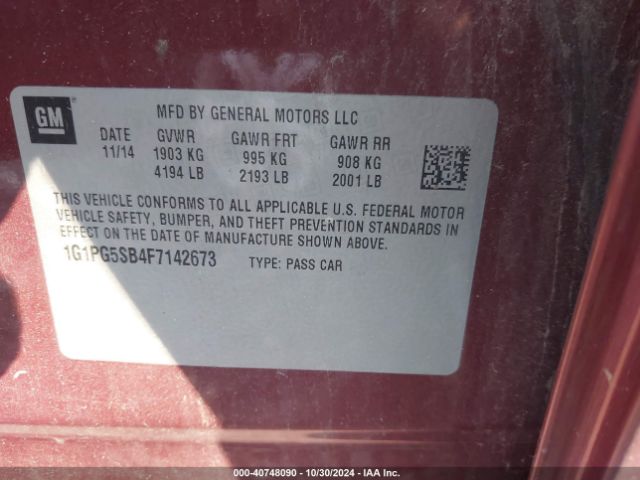 GM
MFD BY GENERAL MOTORS LLC
DATE GVWR GAWR FRT GAWR RR
11/14 1903 KG 995 KG 908 KG
4194 LB 2193 LB 2001 LB
THIS VEHICLE CONFORMS TO ALL APPLICABLE U.S. FEDERAL MOTOR
VEHICLE SAFETY, BUMPER, AND THEFT PREVENTION STANDARDS IN
EFFECT ON THE DATE OF MANUFACTURE SHOWN ABOVE.
1G1PG5SB4F7142673 TYPE: PASS CAR
000-40748090 - 10/30/2024 - IAA Inc.